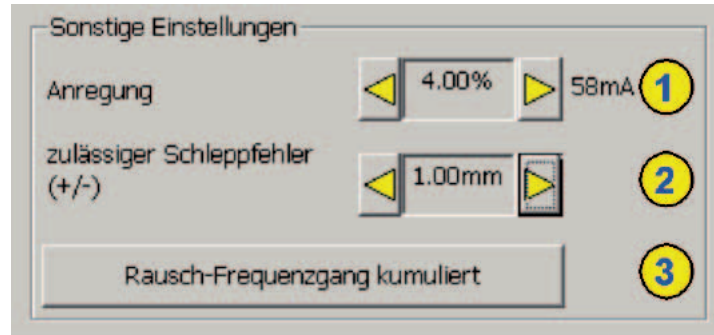 Sonstige Einstellungen
Anregung 4.00% 58mA 1
zulässiger Schleppfehler
(+/-) 1.00mm 2
Rausch-Frequenzgang kumuliert 3